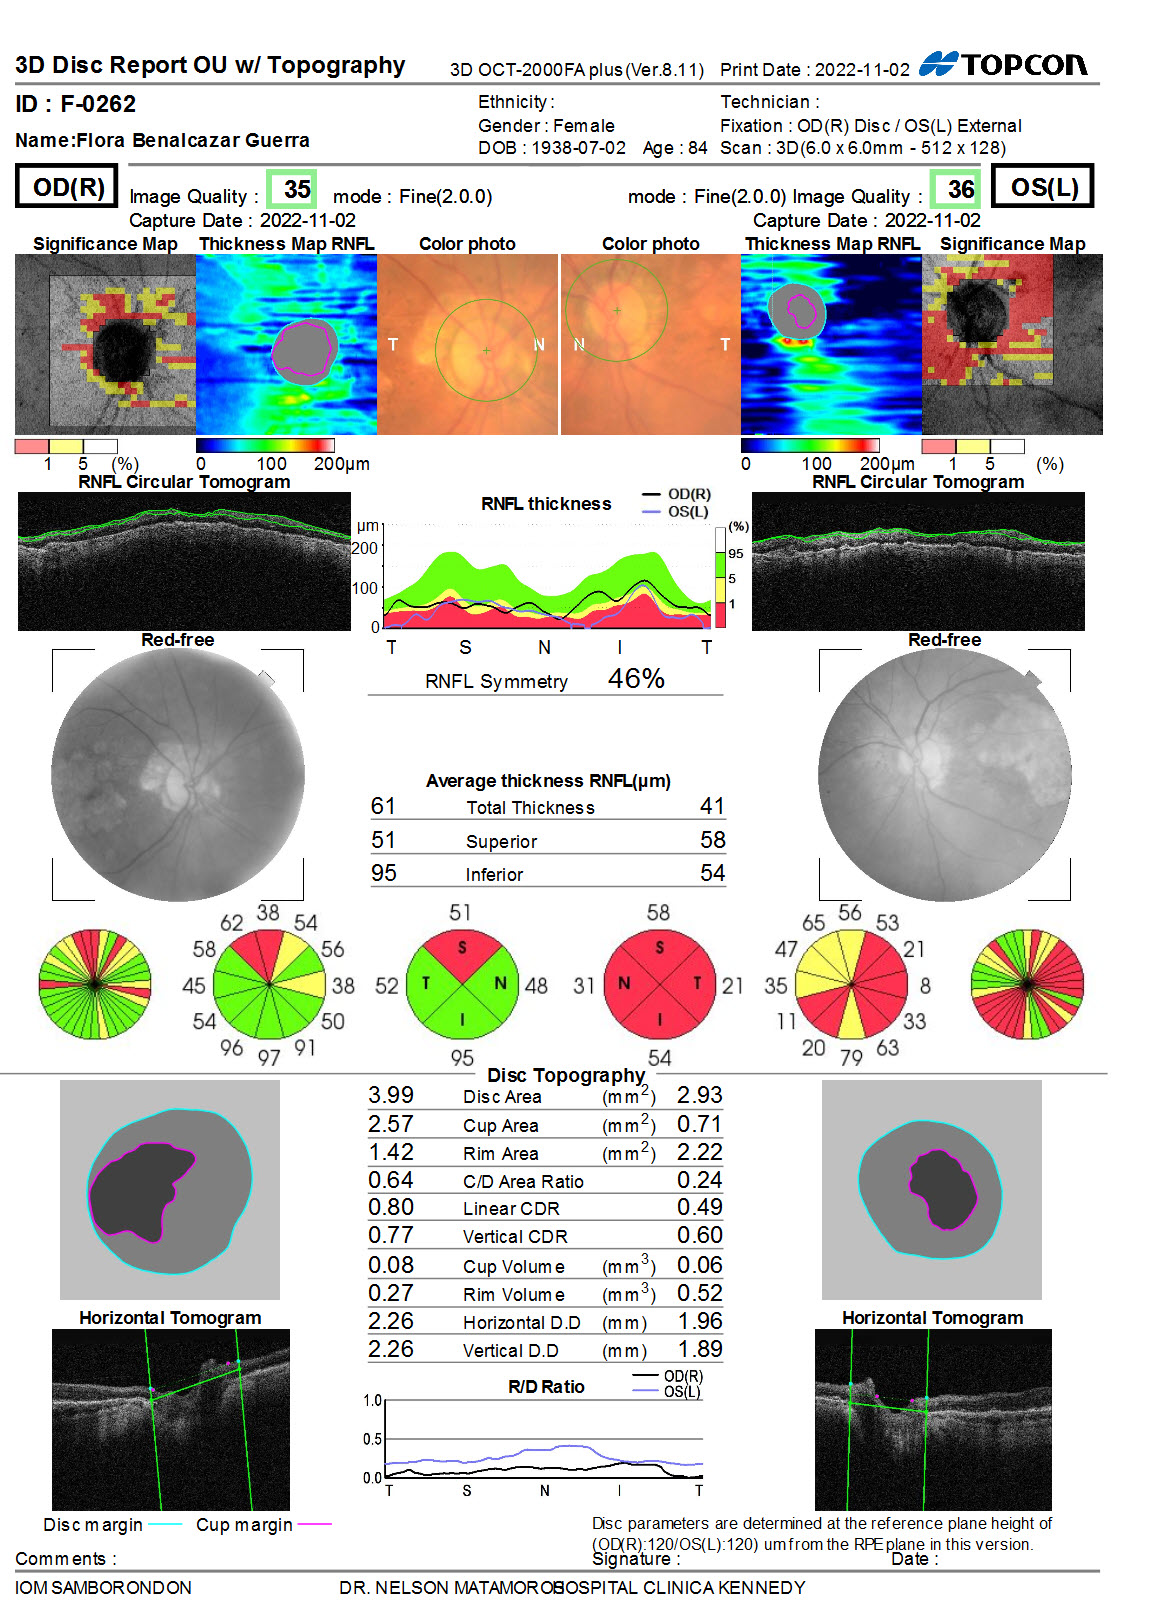 3D Disc Report OU w/ Topography
3D OCT-2000FA plus(Ver.8.11) Print Date : 2022-11-02 TOPCON
ID : F-0262
Ethnicity :
Technician :
Name:Flora Benalcazar Guerra
Gender : Female
Fixation : OD(R) Disc / OS(L) External
DOB : 1938-07-02 Age : 84 Scan : 3D(6.0 x 6.0mm - 512 x 128)
OD(R) Image Quality : 35 mode : Fine(2.0.0)
mode : Fine(2.0.0) Image Quality : 36 OS(L)
Capture Date : 2022-11-02
Capture Date : 2022-11-02
Significance Map Thickness Map RNFL Color photo Color photo Thickness Map RNFL Significance Map
T N N T
1 5 (%) 0 100 200µm 0 100 200µm 1 5 (%)
RNFL Circular Tomogram
RNFL Circular Tomogram
RNFL thickness
OD(R)
OS(L)
µm
200
100
0
(%)
95
5
1
T S N I T
Red-free
Red-free
RNFL Symmetry 46%
Average thickness RNFL(µm)
61 Total Thickness 41
51 Superior 58
95 Inferior 54
62 38 54 58 56 45 38 54 50 96 97 91
51 S 52 T N 48 I 95
58 S 31 N T 21 I 54
65 56 53 47 21 35 8 11 33 20 79 63
Disc Topography
3.99 Disc Area (mm2) 2.93
2.57 Cup Area (mm2) 0.71
1.42 Rim Area (mm2) 2.22
0.64 C/D Area Ratio 0.24
0.80 Linear CDR 0.49
0.77 Vertical CDR 0.60
0.08 Cup Volume (mm3) 0.06
0.27 Rim Volume (mm3) 0.52
2.26 Horizontal D.D (mm) 1.96
2.26 Vertical D.D (mm) 1.89
Horizontal Tomogram
Horizontal Tomogram
R/D Ratio
OD(R)
OS(L)
1.0
0.5
0.0
T S N I T
Disc margin Cup margin
Disc parameters are determined at the reference plane height of
(OD(R):120/OS(L):120) um from the RPE plane in this version.
Comments : Signature : Date :
IOM SAMBORONDON DR. NELSON MATAMOROS HOSPITAL CLINICA KENNEDY